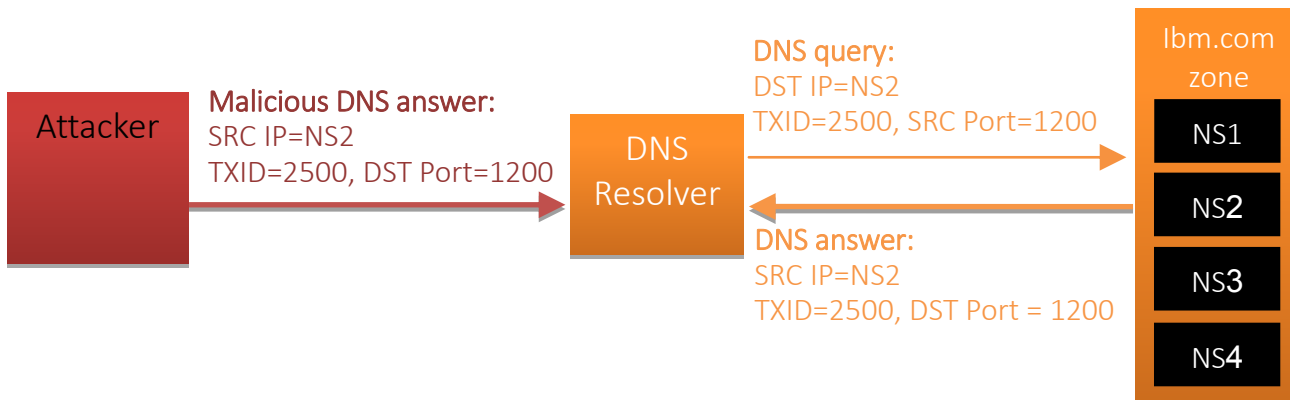 Attacker
Malicious DNS answer:
SRC IP=NS2
TXID=2500, DST Port=1200
DNS
Resolver
DNS query:
DST IP=NS2
TXID=2500, SRC Port=1200
DNS answer:
SRC IP=NS2
TXID=2500, DST Port = 1200
Ibm.com
zone
NS1
NS2
NS3
NS4